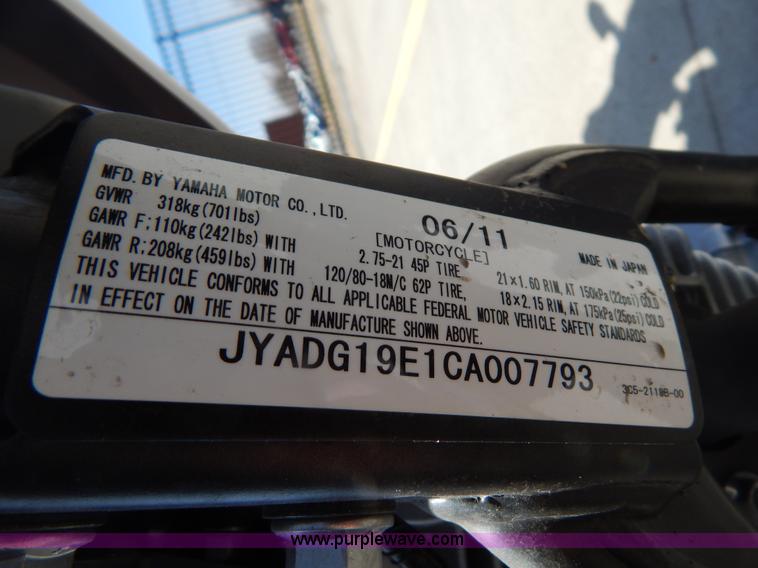 MFD. BY YAMAHA MOTOR CO.,LTD. 06/11
GVWR 318kg(701lbs) [MOTORCYCLE] MADE IN JAPAN
GAWR F:110kg(242lbs) WITH 2.75-21 45P TIRE, 21×1.60 RIM, AT 150kPa(22psi) COLD
GAWR R:208kg(459lbs) WITH 120/80-18M/C 62P TIRE, 18×2.15 RIM, AT 175kPa(25psi) COLD
THIS VEHICLE CONFORMS TO ALL APPLICABLE FEDERAL MOTOR VEHICLE SAFETY STANDARDS
IN EFFECT ON THE DATE OF MANUFACTURE SHOWN ABOVE.
JYADG19E1CA007793
3C5-2118B-00
www.purplewave.com